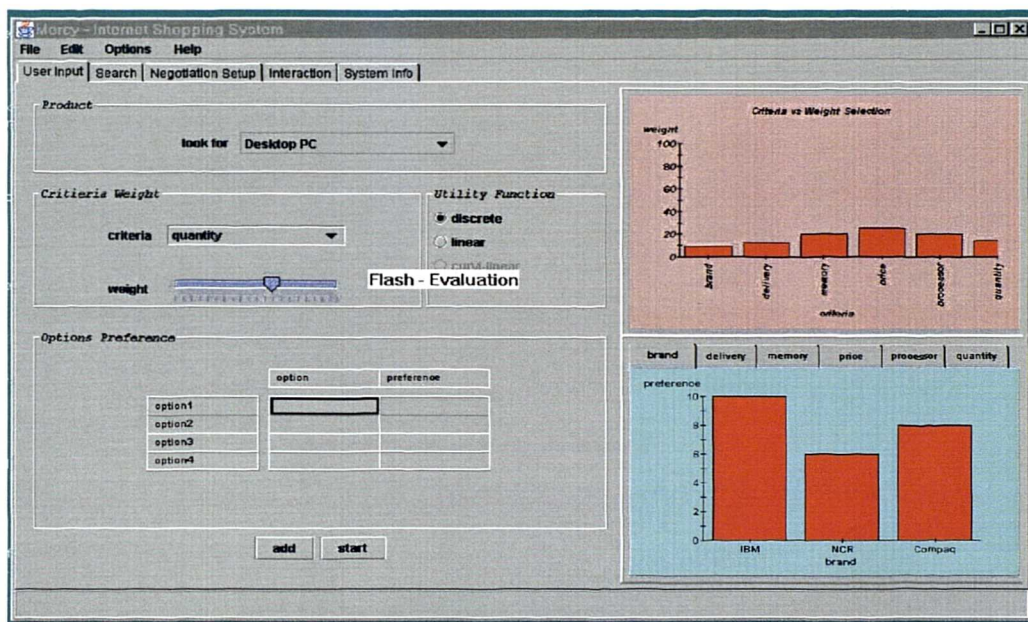 Morcy - Internet Shopping System
File Edit Options Help
User Input Search Negotiation Setup Interaction System Info
Product
look for Desktop PC
Critieris Weight
criteria quantity
weight
Utility Function
discrete
linear
curvi-linear
Flash - Evaluation
Options Preference
option preference
option1
option2
option3
option4
add start
Criteria vs Weight Selection
weight
100
80
60
40
20
0
brand delivery memory price processor quantity
criteria
brand delivery memory price processor quantity
preference
10
8
6
4
2
0
IBM NCR Compaq
brand